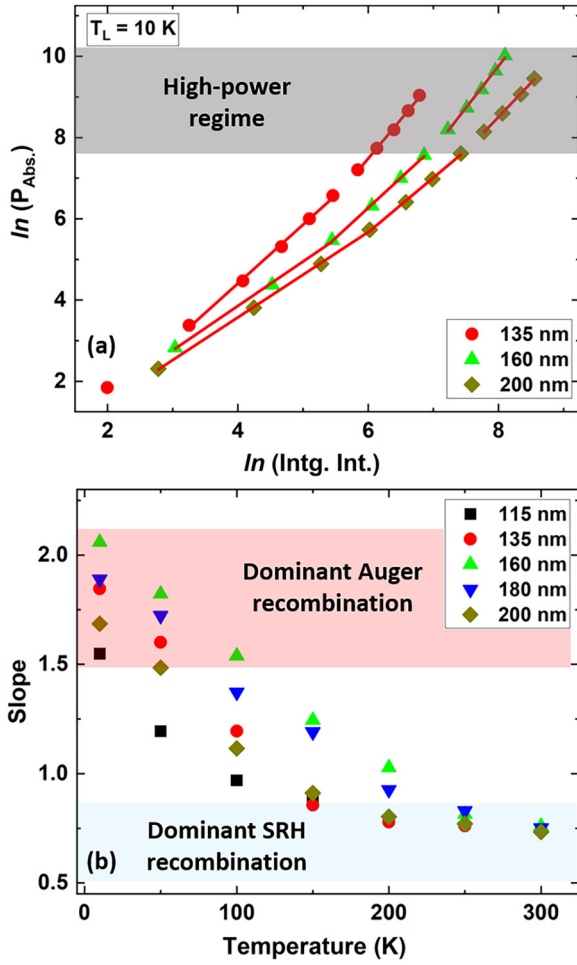 T_L = 10 K
10
High-power
regime
8
6
4
2
ln (P_Abs.)
(a)
135 nm
160 nm
200 nm
2
4
6
8
ln (Intg. Int.)
115 nm
135 nm
160 nm
180 nm
200 nm
2.0
Dominant Auger
recombination
1.5
Slope
1.0
Dominant SRH
recombination
(b)
0.5
0
100
200
300
Temperature (K)